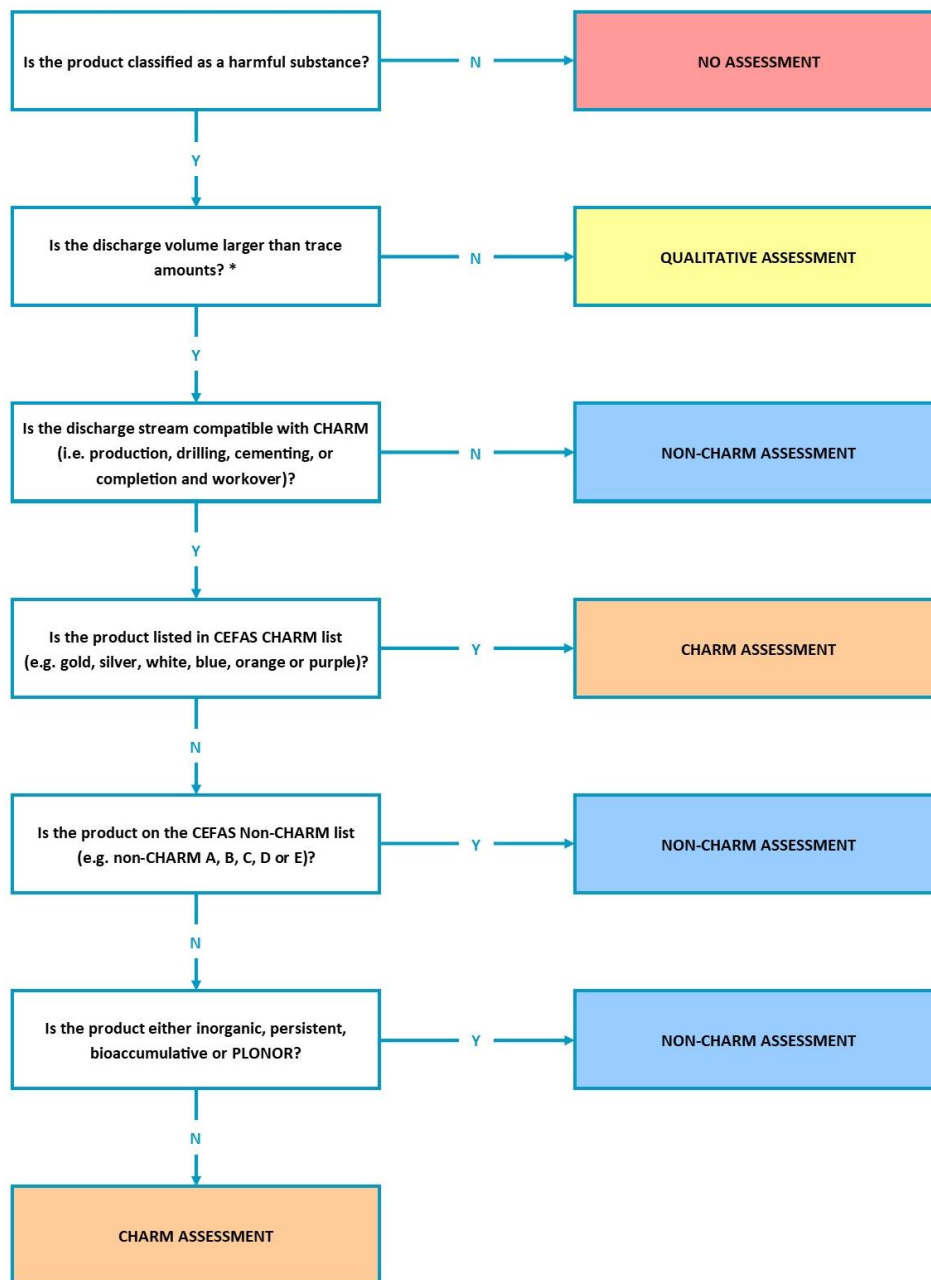 Is the product classified as a harmful substance?
N
NO ASSESSMENT
Y
Is the discharge volume larger than trace
amounts? *
N
QUALITATIVE ASSESSMENT
Y
Is the discharge stream compatible with CHARM
(i.e. production, drilling, cementing, or
completion and workover)?
N
NON-CHARM ASSESSMENT
Y
Is the product listed in CEFAS CHARM list
(e.g. gold, silver, white, blue, orange or purple)?
Y
CHARM ASSESSMENT
N
Is the product on the CEFAS Non-CHARM list
(e.g. non-CHARM A, B, C, D or E)?
Y
NON-CHARM ASSESSMENT
N
Is the product either inorganic, persistent,
bioaccumulative or PLONOR?
Y
NON-CHARM ASSESSMENT
N
CHARM ASSESSMENT